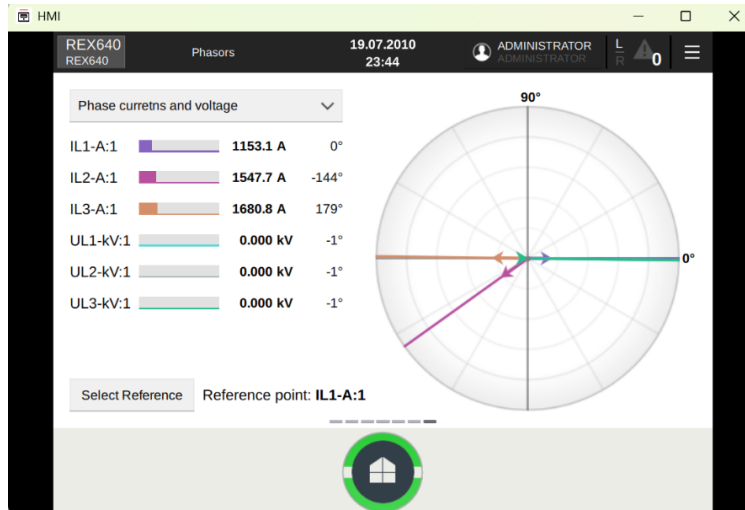 HMI
REX640
REX640
Phasors
19.07.2010
23:44
ADMINISTRATOR
ADMINISTRATOR
L
R
0
Phase curretns and voltage
IL1-A:1 1153.1 A 0°
IL2-A:1 1547.7 A -144°
IL3-A:1 1680.8 A 179°
UL1-kV:1 0.000 kV -1°
UL2-kV:1 0.000 kV -1°
UL3-kV:1 0.000 kV -1°
90°
0°
Select Reference Reference point: IL1-A:1